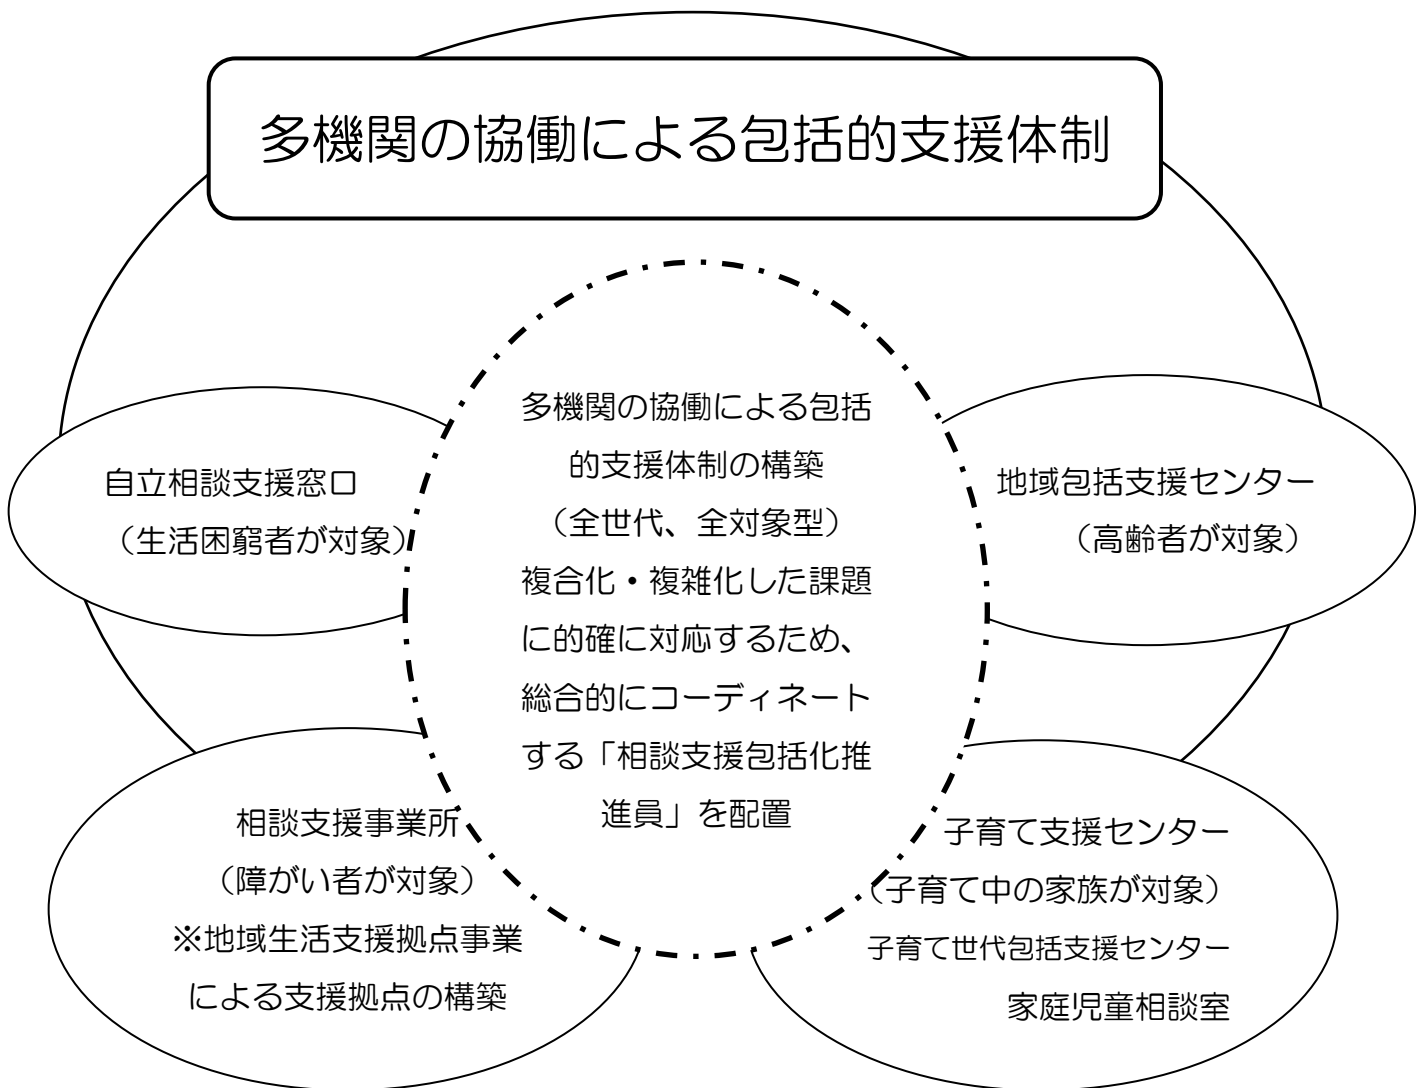 多機関の協働による包括的支援体制
多機関の協働による包括
的支援体制の構築
（全世代、全対象型）
複合化・複雑化した課題
に的確に対応するため、
総合的にコーディネート
する「相談支援包括化推
進員」を配置
自立相談支援窓口
（生活困窮者が対象）
地域包括支援センター
（高齢者が対象）
相談支援事業所
（障がい者が対象）
※地域生活支援拠点事業
による支援拠点の構築
子育て支援センター
（子育て中の家族が対象）
子育て世代包括支援センター
家庭児童相談室